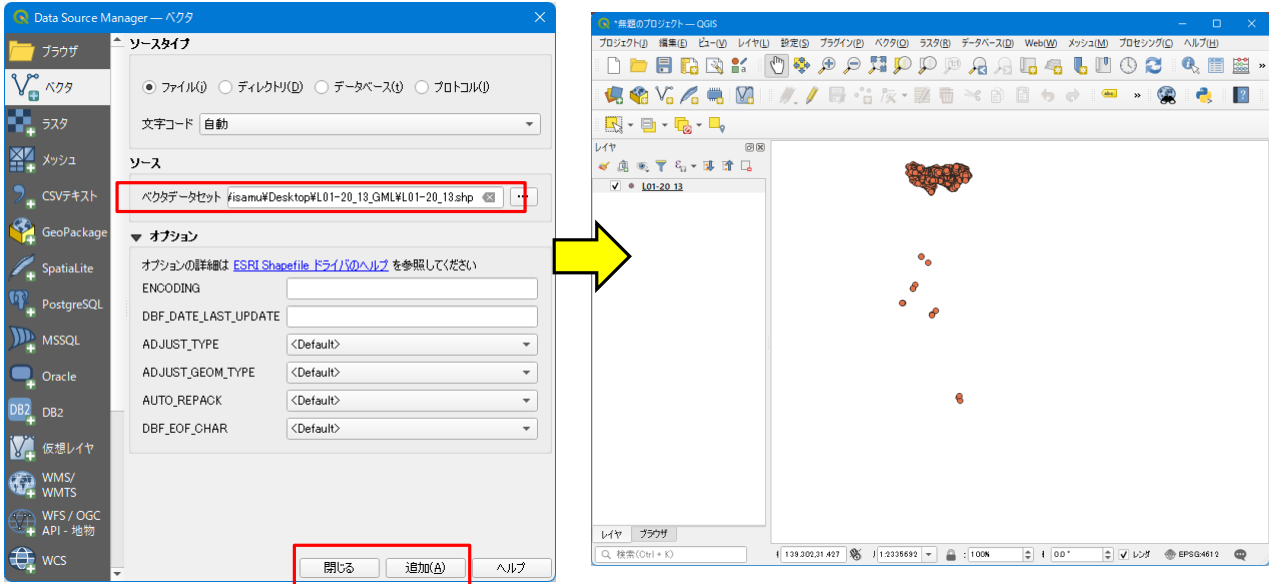 Data Source Manager — ベクタ
ブラウザ
ベクタ
ラスタ
メッシュ
CSVテキスト
GeoPackage
SpatiaLite
PostgreSQL
MSSQL
Oracle
DB2
DB2
仮想レイヤ
WMS/
WMTS
WFS / OGC
API - 地物
WCS
ソースタイプ
ファイル(i) ディレクトリ(D) データベース(t) プロトコル(l)
文字コード 自動
ソース
ベクタデータセット ¥isamu¥Desktop¥L01-20_13_GML¥L01-20_13.shp ...
オプション
オプションの詳細は ESRI Shapefile ドライバのヘルプ を参照してください
ENCODING
DBF_DATE_LAST_UPDATE
ADJUST_TYPE <Default>
ADJUST_GEOM_TYPE <Default>
AUTO_REPACK <Default>
DBF_EOF_CHAR <Default>
閉じる 追加(A) ヘルプ
*無題のプロジェクト — QGIS
プロジェクト(J) 編集(E) ビュー(V) レイヤ(L) 設定(S) プラグイン(P) ベクタ(O) ラスタ(R) データベース(D) Web(W) メッシュ(M) プロセシング(C) ヘルプ(H)
abc
レイヤ
L01-20 13
レイヤ ブラウザ
検索(Ctrl + K) 139.302,31.427 1:2335692 100% 0.0° レンダ EPSG:4612